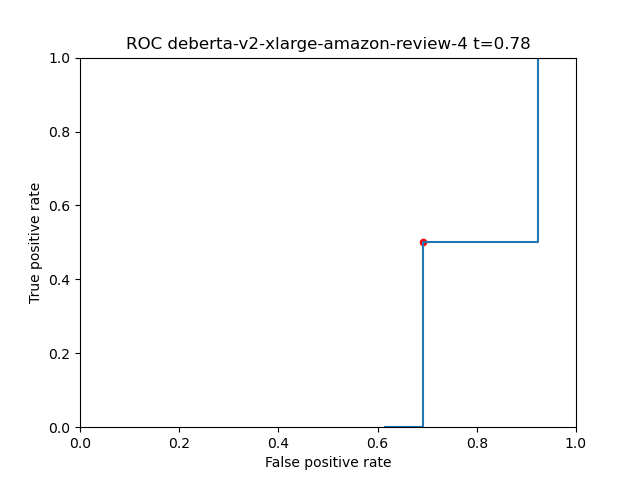 ROC deberta-v2-xlarge-amazon-review-4 t=0.78
1.0
0.8
0.6
0.4
0.2
0.0
True positive rate
0.0 0.2 0.4 0.6 0.8 1.0
False positive rate